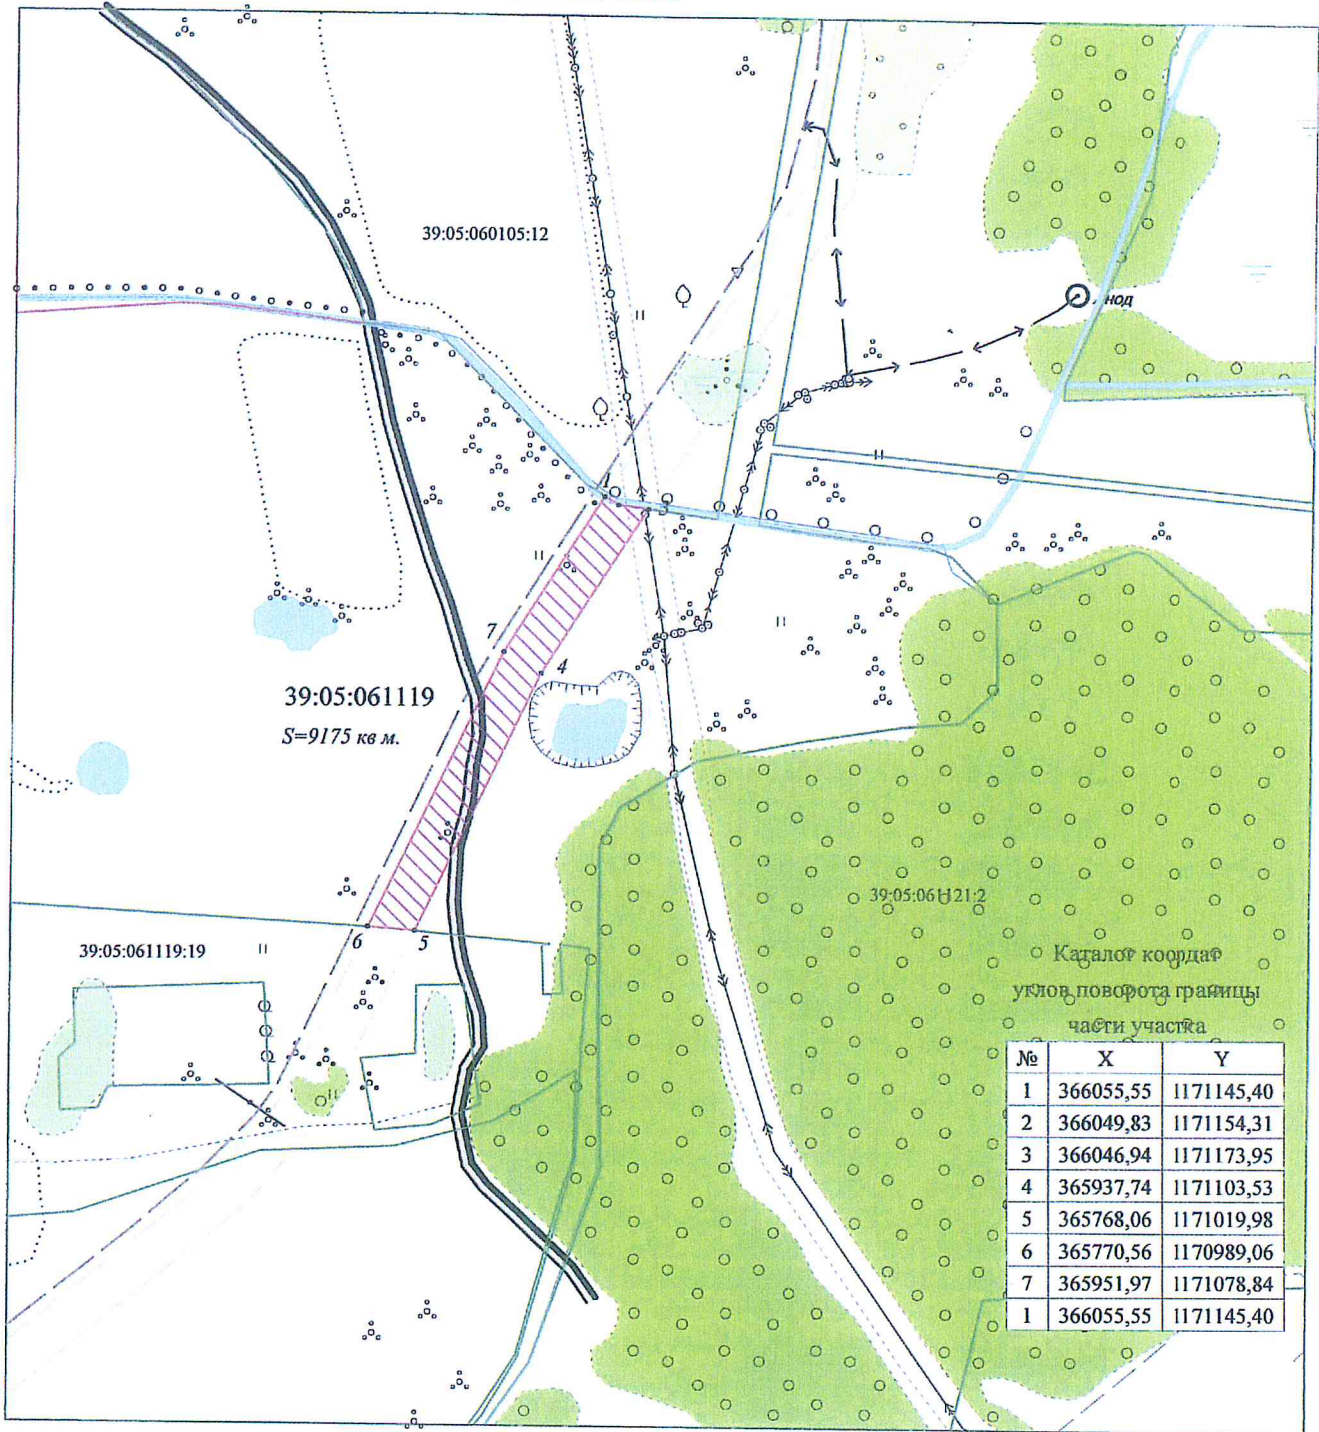 39:05:060105:12
1
3
7
4
39:05:061119
S=9175 кв м.
39:05:061121:2
6
5
39:05:061119:19
Каталог коордат
углов поворота границы
части участка
№ X Y
1 366055,55 1171145,40
2 366049,83 1171154,31
3 366046,94 1171173,95
4 365937,74 1171103,53
5 365768,06 1171019,98
6 365770,56 1170989,06
7 365951,97 1171078,84
1 366055,55 1171145,40